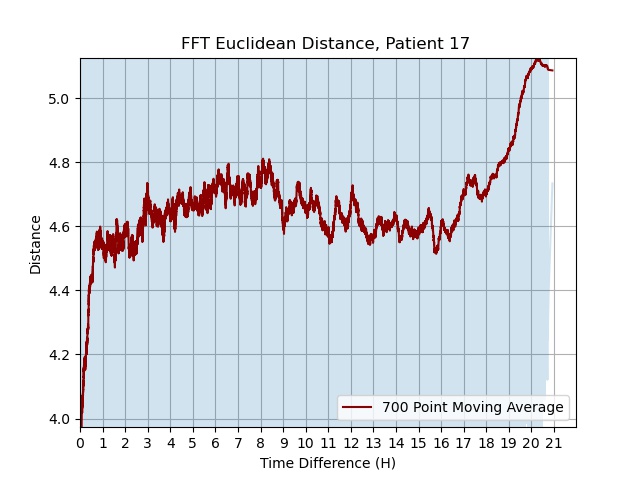 FFT Euclidean Distance, Patient 17
Distance
5.0
4.8
4.6
4.4
4.2
4.0
700 Point Moving Average
0 1 2 3 4 5 6 7 8 9 10 11 12 13 14 15 16 17 18 19 20 21
Time Difference (H)